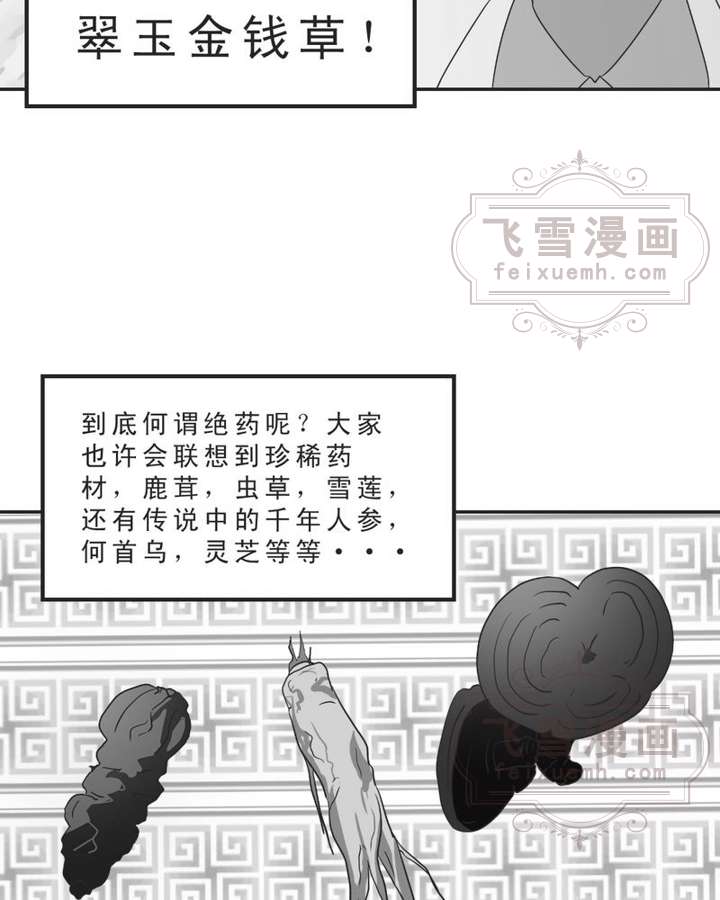 翠玉金钱草！
飞雪漫画
feixuemh.com
到底何谓绝药呢？大家
也许会联想到珍稀药
材，鹿茸，虫草，雪莲，
还有传说中的千年人参，
何首乌，灵芝等等···
飞雪漫画
feixuemh.com